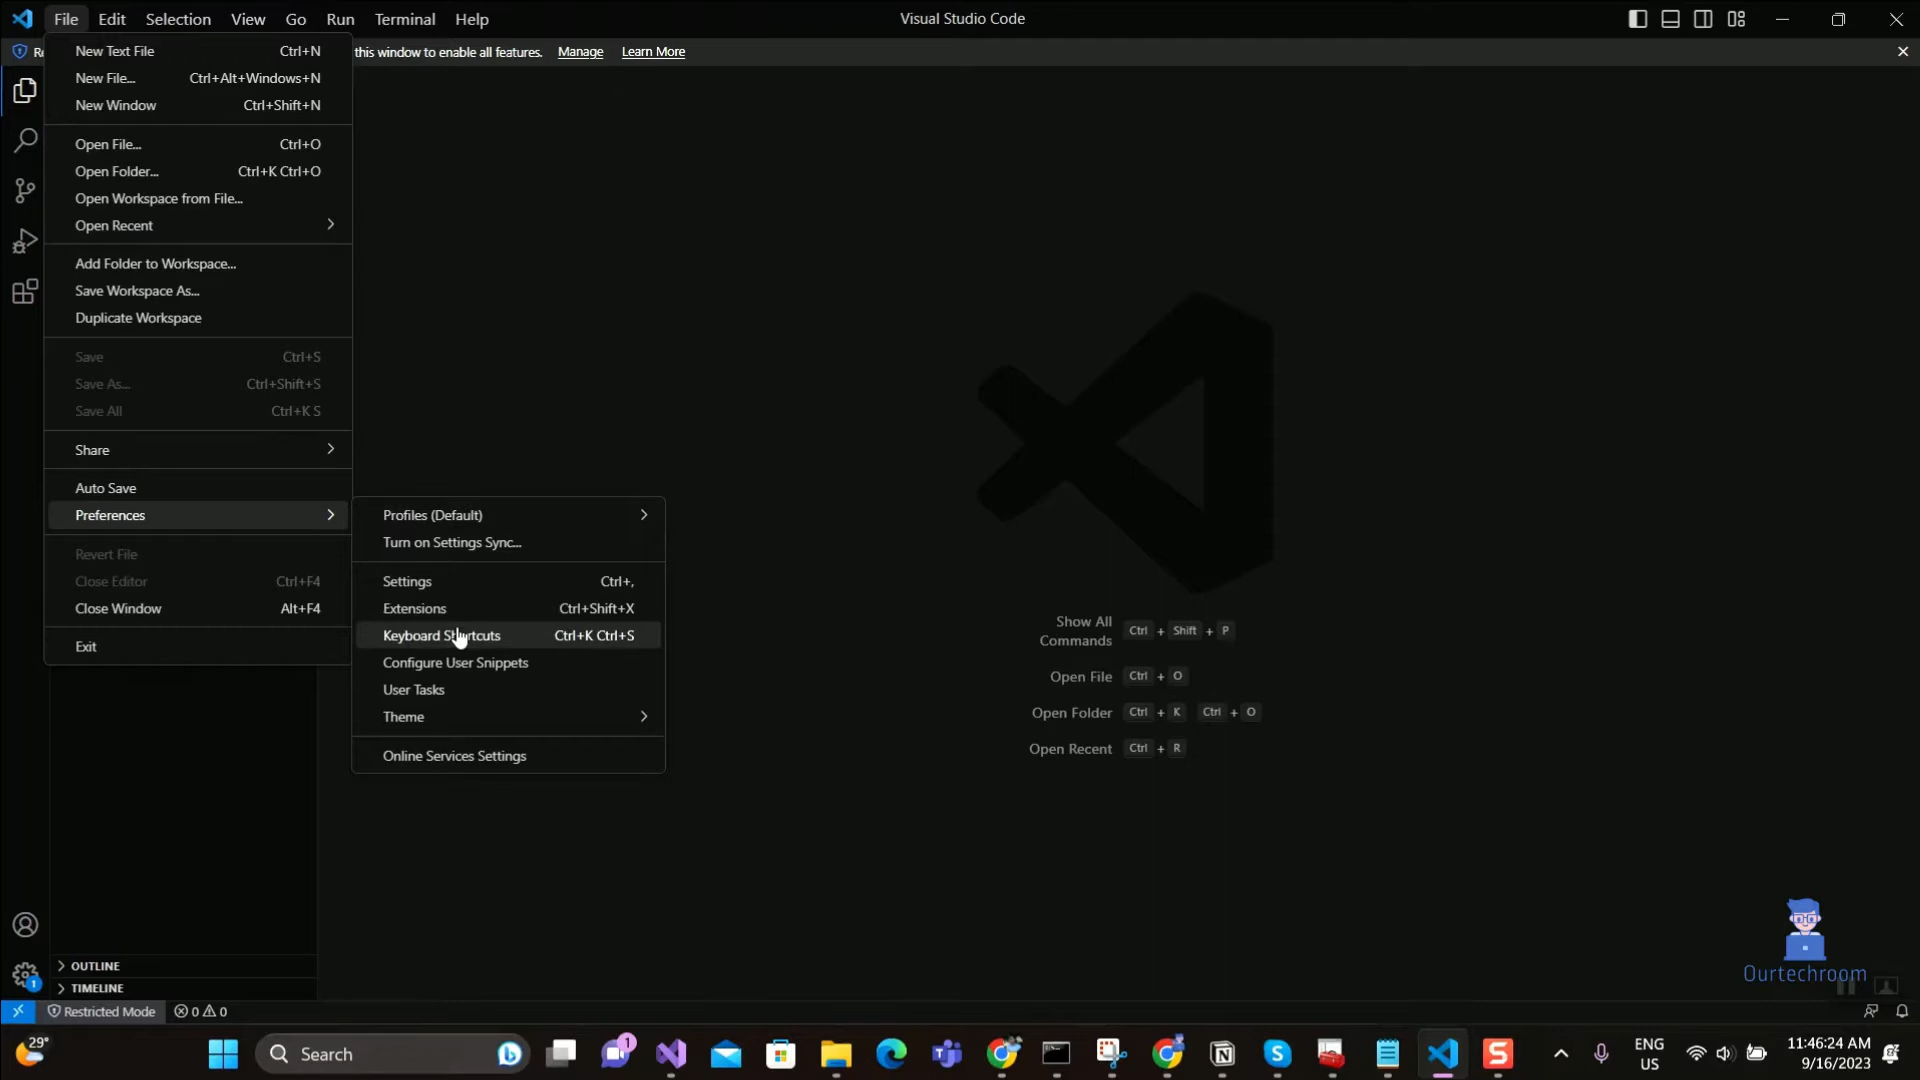 File Edit Selection View Go Run Terminal Help
Visual Studio Code
this window to enable all features. Manage Learn More
New Text File Ctrl+N
New File... Ctrl+Alt+Windows+N
New Window Ctrl+Shift+N
Open File... Ctrl+O
Open Folder... Ctrl+K Ctrl+O
Open Workspace from File...
Open Recent
Add Folder to Workspace...
Save Workspace As...
Duplicate Workspace
Save Ctrl+S
Save As... Ctrl+Shift+S
Save All Ctrl+K S
Share
Auto Save
Preferences
Revert File
Close Editor Ctrl+F4
Close Window Alt+F4
Exit
Profiles (Default)
Turn on Settings Sync...
Settings Ctrl+,
Extensions Ctrl+Shift+X
Keyboard Shortcuts Ctrl+K Ctrl+S
Configure User Snippets
User Tasks
Theme
Online Services Settings
Show All
Commands Ctrl + Shift + P
Open File Ctrl + O
Open Folder Ctrl + K Ctrl + O
Open Recent Ctrl + R
Ourtechroom
OUTLINE
1
TIMELINE
Restricted Mode 0 0
29°
Search
1
ENG
US
11:46:24 AM
9/16/2023